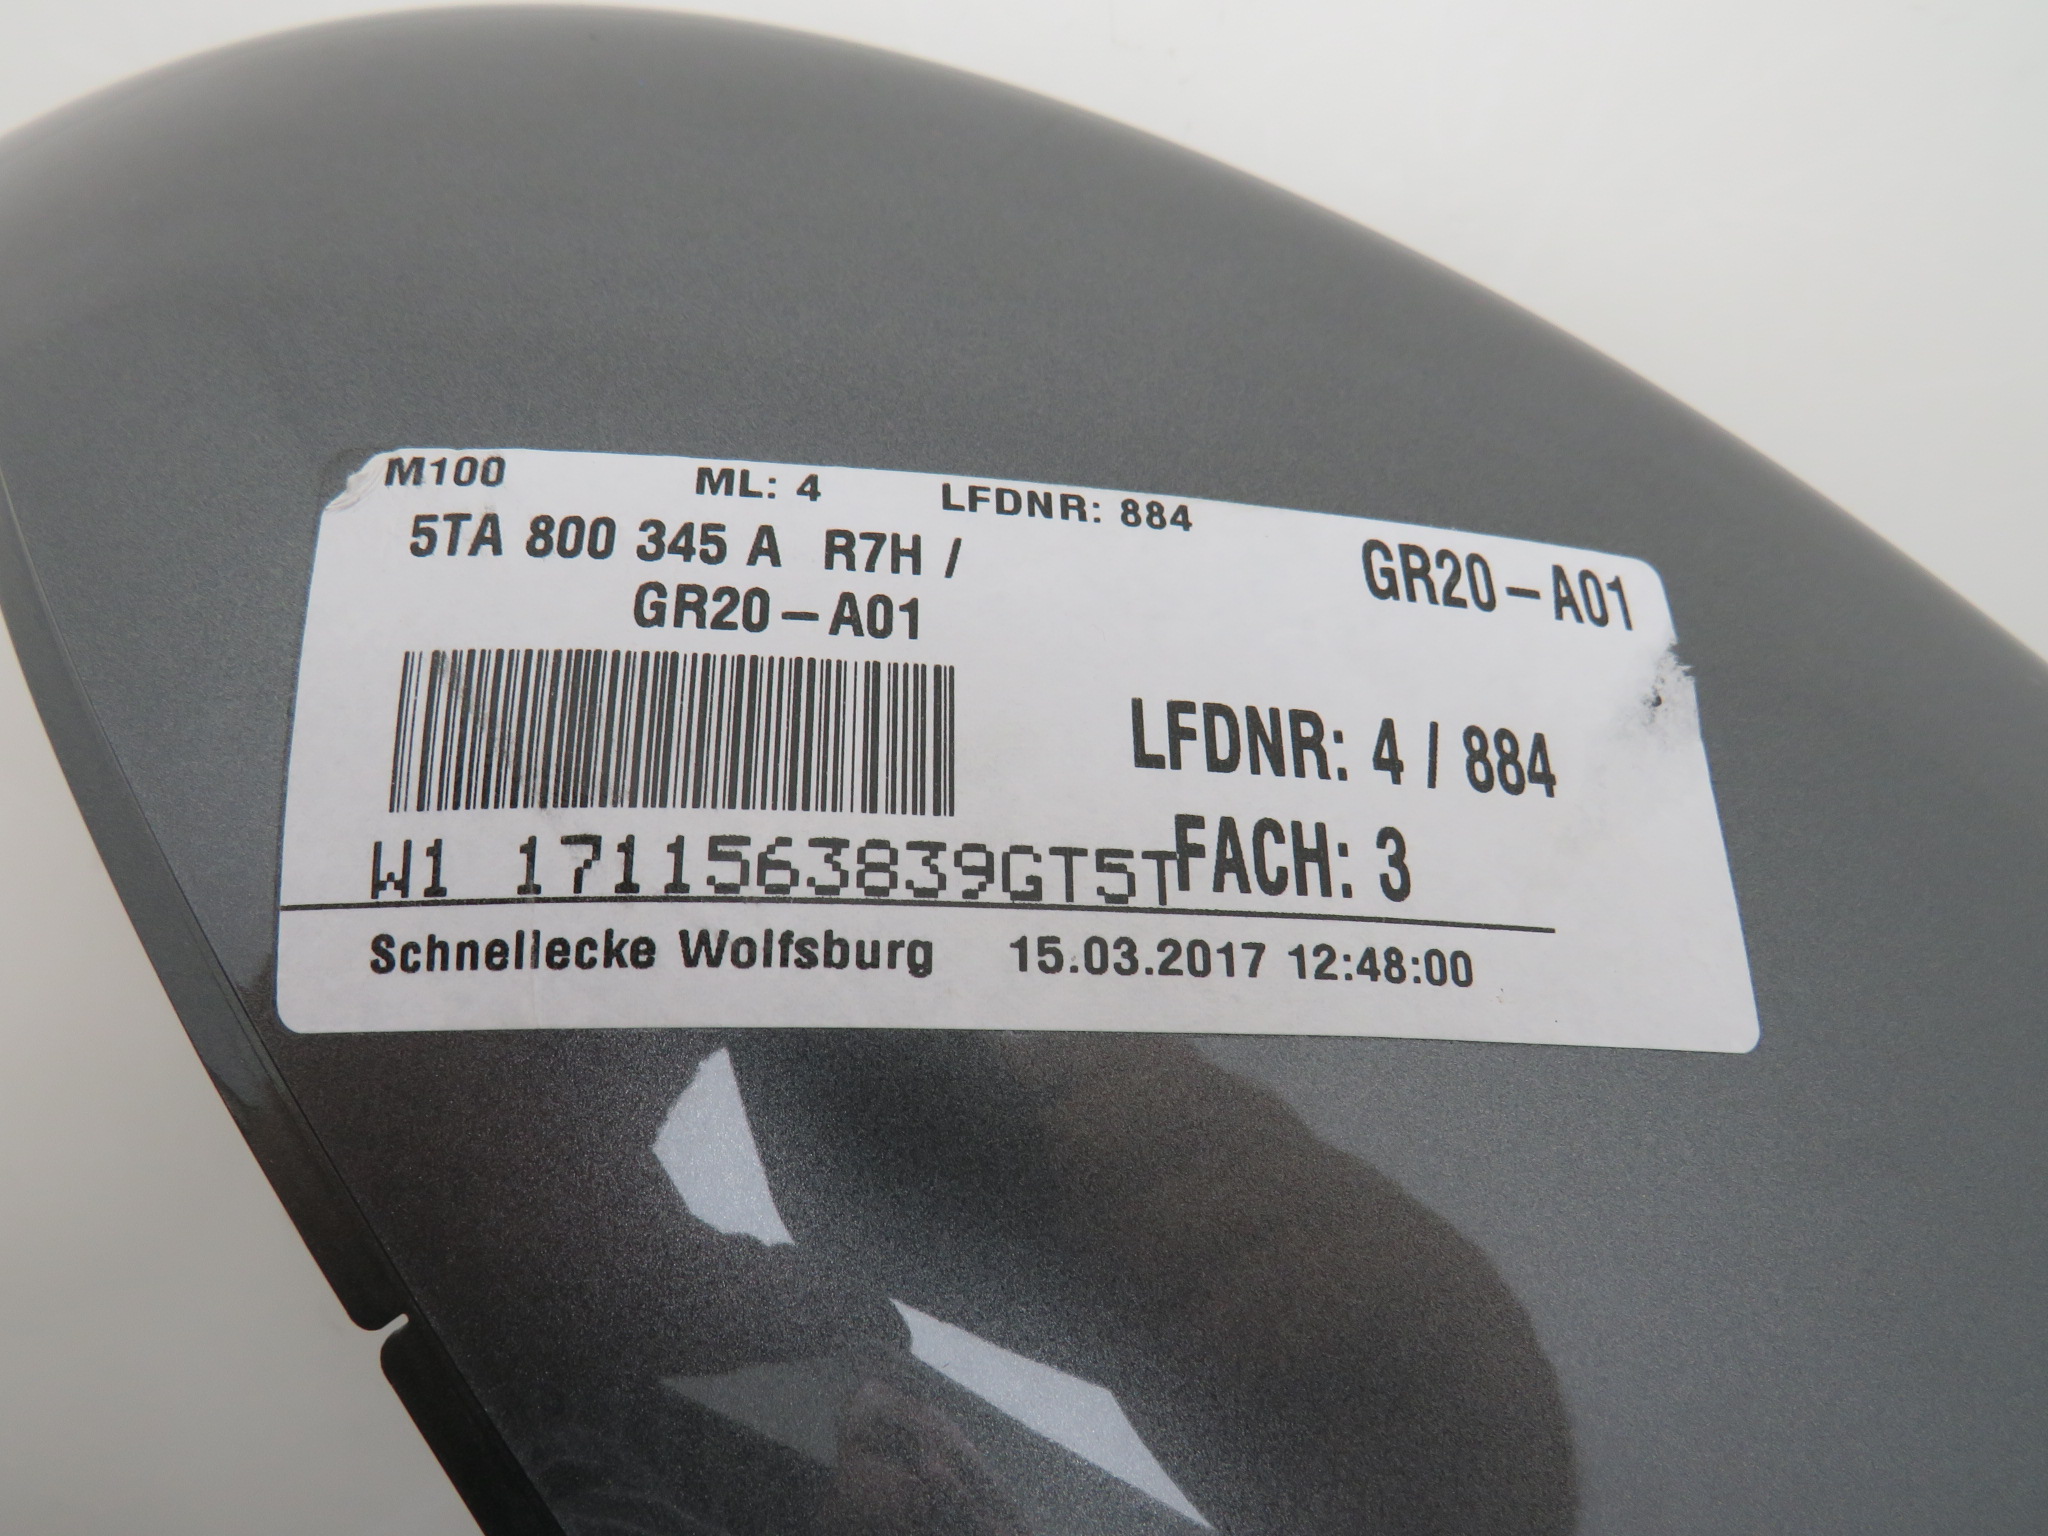 M100 ML: 4 LFDNR: 884
5TA 800 345 A R7H /
GR20-A01
GR20-A01
LFDNR: 4 / 884
FACH: 3
W1 1711563839GT5T
Schnellecke Wolfsburg 15.03.2017 12:48:00